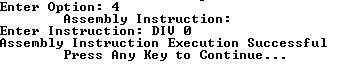 Enter Option: 4
Assembly Instruction:
Enter Instruction: DIV 0
Assembly Instruction Execution Successful
Press Any Key to Continue...